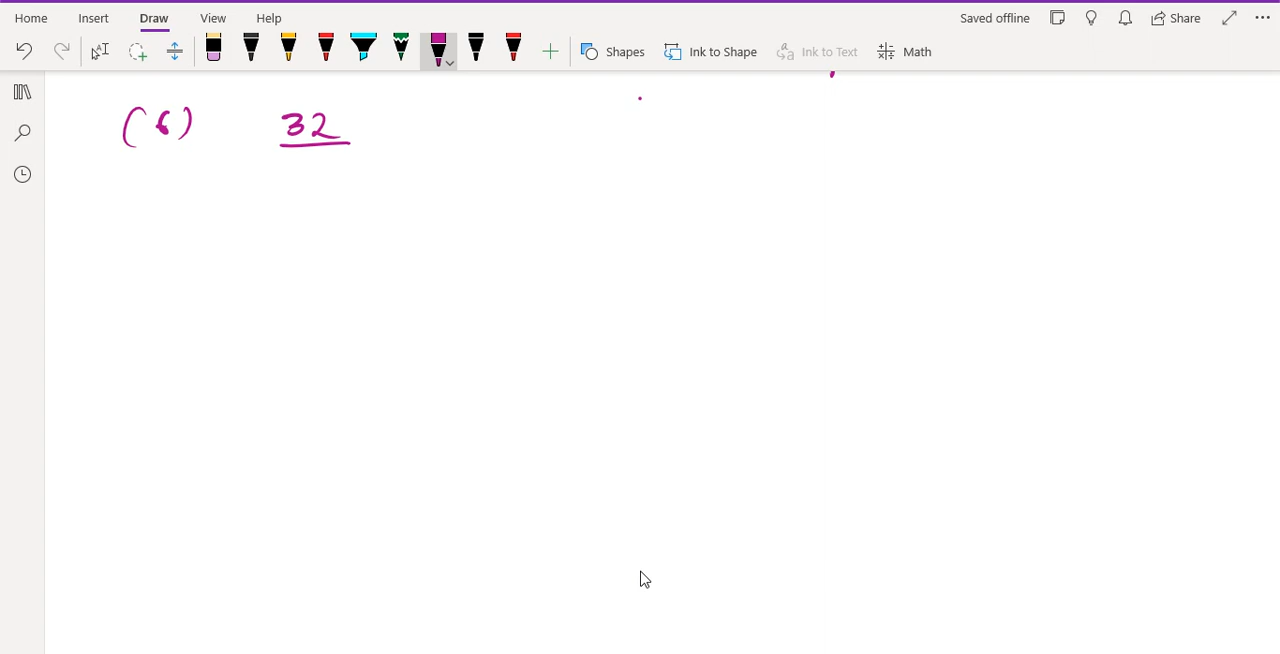 Home Insert Draw View Help Saved offline Share
Shapes Ink to Shape Ink to Text Math
(6) 32